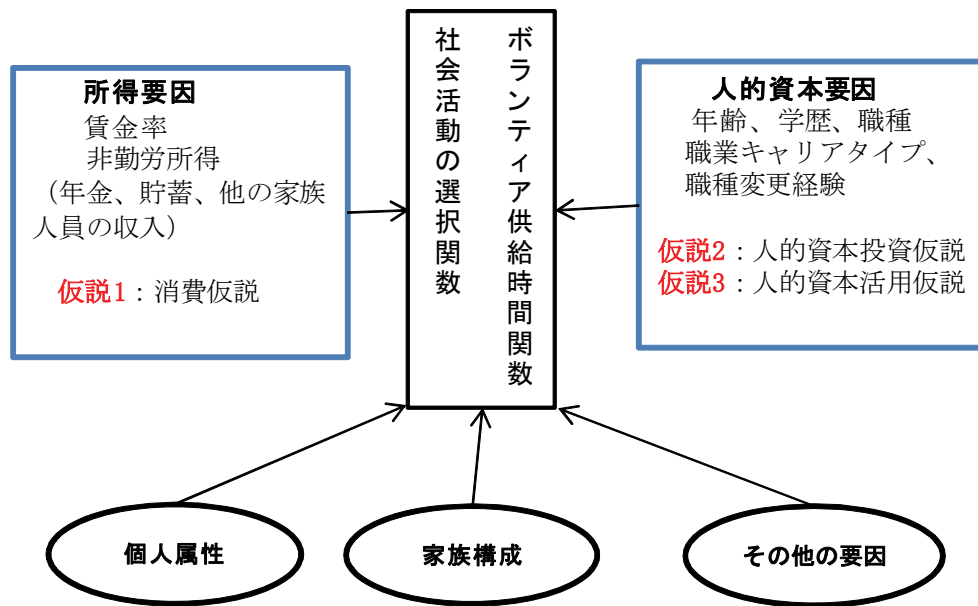 所得要因
賃金率
非勤労所得
（年金、貯蓄、他の家族
人員の収入）
仮説1：消費仮説
ボランティア供給時間関数
社会活動の選択関数
人的資本要因
年齢、学歴、職種
職業キャリアタイプ、
職種変更経験
仮説2：人的資本投資仮説
仮説3：人的資本活用仮説
個人属性
家族構成
その他の要因